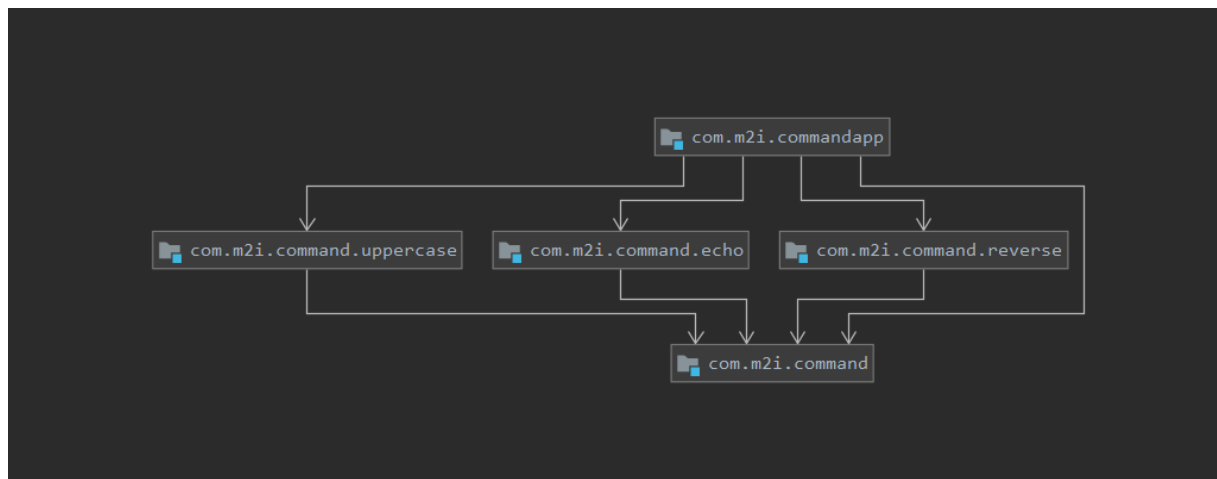 com.m2i.commandapp
com.m2i.command.uppercase
com.m2i.command.echo
com.m2i.command.reverse
com.m2i.command